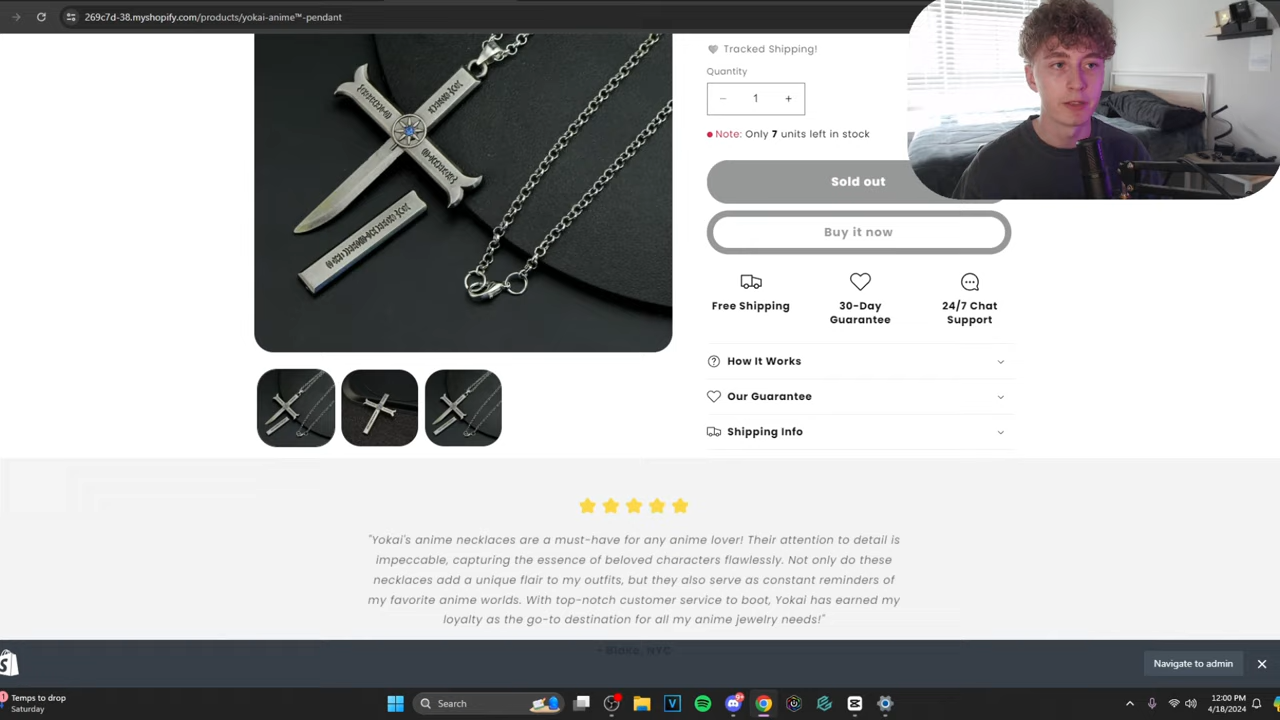 269c7d-38.myshopify.com/products/yokai-anime™-pendant
Tracked Shipping!
Quantity
1
Note: Only 7 units left in stock
Sold out
Buy it now
Free Shipping
30-Day
Guarantee
24/7 Chat
Support
How It Works
Our Guarantee
Shipping Info
"Yokai's anime necklaces are a must-have for any anime lover! Their attention to detail is
impeccable, capturing the essence of beloved characters flawlessly. Not only do these
necklaces add a unique flair to my outfits, but they also serve as constant reminders of
my favorite anime worlds. With top-notch customer service to boot, Yokai has earned my
loyalty as the go-to destination for all my anime jewelry needs!"
- Blake, NYC
Navigate to admin
Temps to drop
Saturday
Search
12:00 PM
4/18/2024